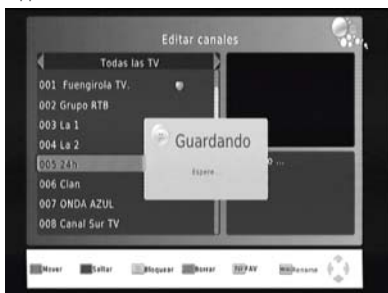 Editar canales
Todas las TV
001 Fuengirola TV.
002 Grupo RTB
003 La 1
004 La 2
005 24h
006 Clan
007 ONDA AZUL
008 Canal Sur TV
Guardando
Espere...
Mover Saltar Bloquear Borrar FAV Rename